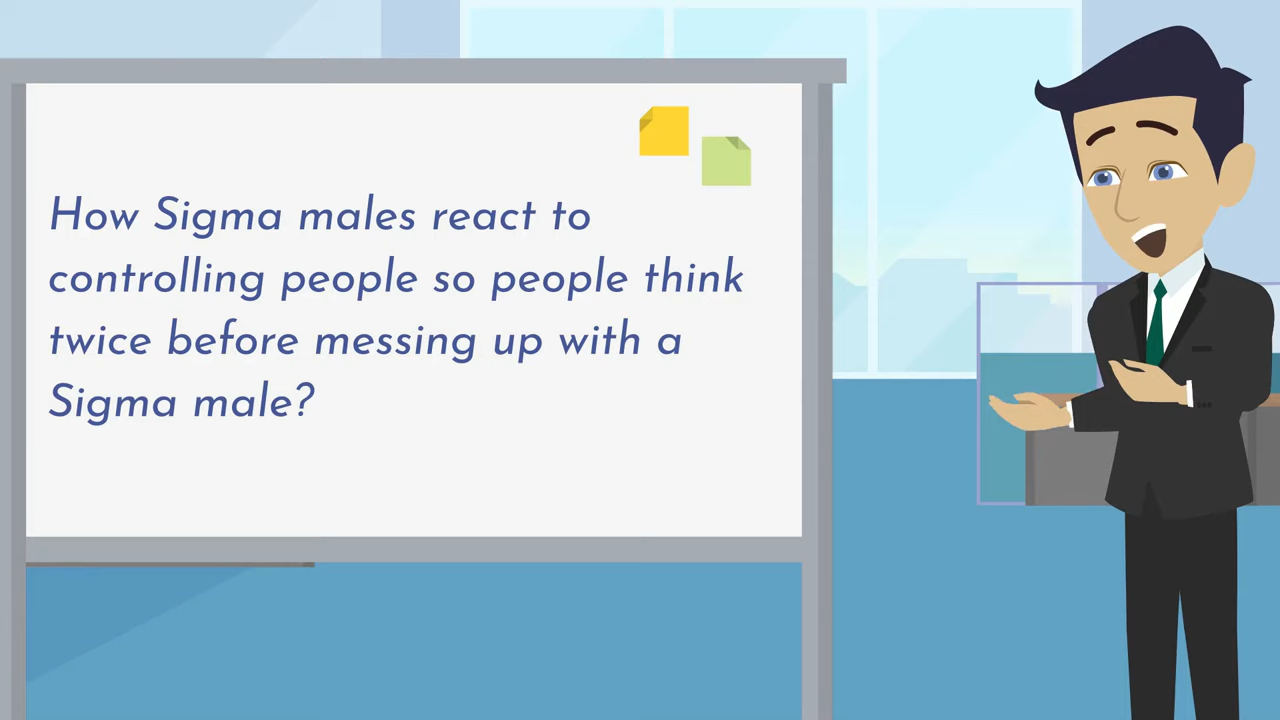 How Sigma males react to
controlling people so people think
twice before messing up with a
Sigma male?